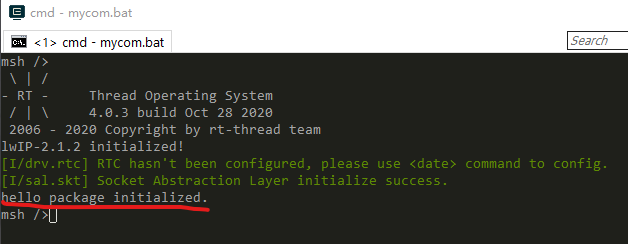 cmd - mycom.bat
<1> cmd - mycom.bat
Search
msh />
 \ | /
- RT -     Thread Operating System
 / | \     4.0.3 build Oct 28 2020
 2006 - 2020 Copyright by rt-thread team
lwIP-2.1.2 initialized!
[I/drv.rtc] RTC hasn't been configured, please use <date> command to config.
[I/sal.skt] Socket Abstraction Layer initialize success.
hello package initialized.
msh />